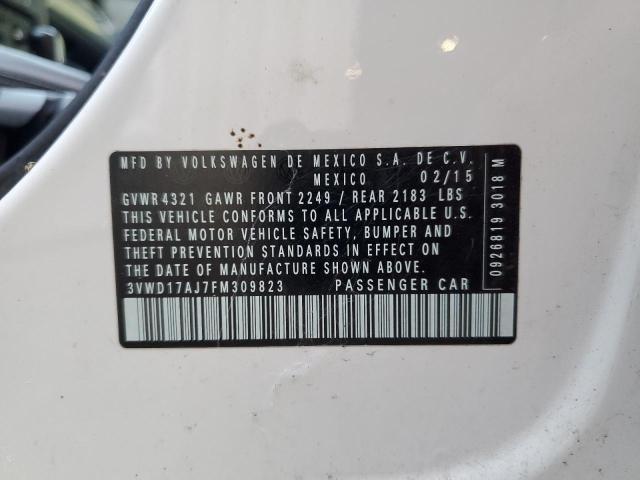 MFD BY VOLKSWAGEN DE MEXICO S.A. DE C.V.
MEXICO 02/15
GVWR 4321 GAWR FRONT 2249 / REAR 2183 LBS
THIS VEHICLE CONFORMS TO ALL APPLICABLE U.S.
FEDERAL MOTOR VEHICLE SAFETY, BUMPER AND
THEFT PREVENTION STANDARDS IN EFFECT ON
THE DATE OF MANUFACTURE SHOWN ABOVE.
3VWD17AJ7FM309823 PASSENGER CAR
0926819 3018 M